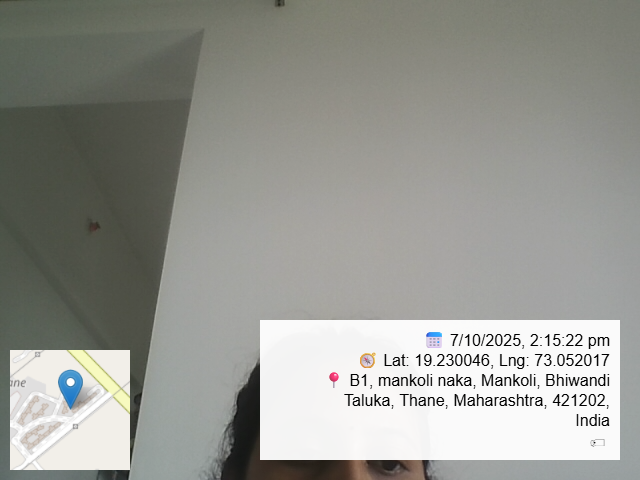 7/10/2025, 2:15:22 pm
Lat: 19.230046, Lng: 73.052017
B1, mankoli naka, Mankoli, Bhiwandi
Taluka, Thane, Maharashtra, 421202,
India
ane